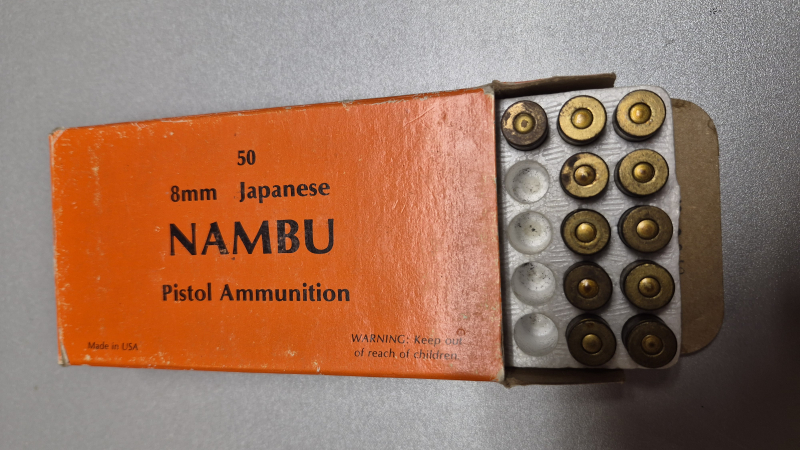 50
8mm Japanese
NAMBU
Pistol Ammunition
Made in USA
WARNING: Keep out
of reach of children.